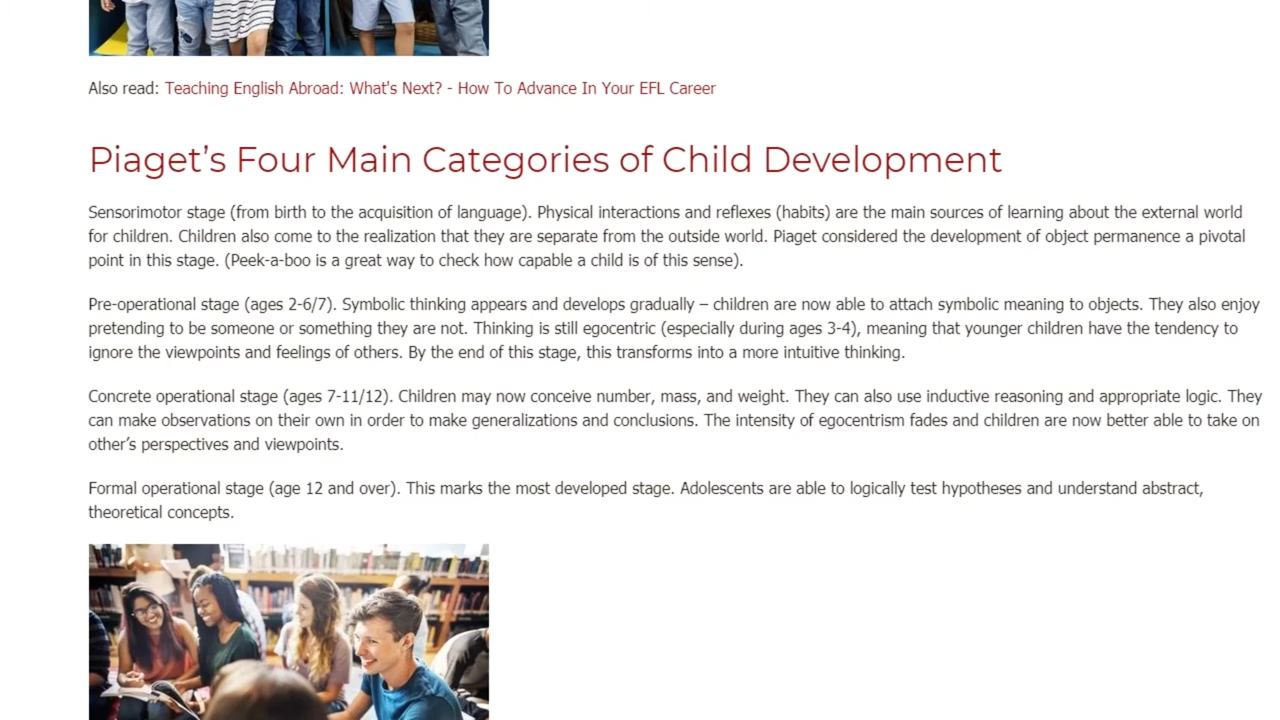 Also read: Teaching English Abroad: What's Next? - How To Advance In Your EFL Career
Piaget’s Four Main Categories of Child Development
Sensorimotor stage (from birth to the acquisition of language). Physical interactions and reflexes (habits) are the main sources of learning about the external world
for children. Children also come to the realization that they are separate from the outside world. Piaget considered the development of object permanence a pivotal
point in this stage. (Peek-a-boo is a great way to check how capable a child is of this sense).
Pre-operational stage (ages 2-6/7). Symbolic thinking appears and develops gradually – children are now able to attach symbolic meaning to objects. They also enjoy
pretending to be someone or something they are not. Thinking is still egocentric (especially during ages 3-4), meaning that younger children have the tendency to
ignore the viewpoints and feelings of others. By the end of this stage, this transforms into a more intuitive thinking.
Concrete operational stage (ages 7-11/12). Children may now conceive number, mass, and weight. They can also use inductive reasoning and appropriate logic. They
can make observations on their own in order to make generalizations and conclusions. The intensity of egocentrism fades and children are now better able to take on
other’s perspectives and viewpoints.
Formal operational stage (age 12 and over). This marks the most developed stage. Adolescents are able to logically test hypotheses and understand abstract,
theoretical concepts.